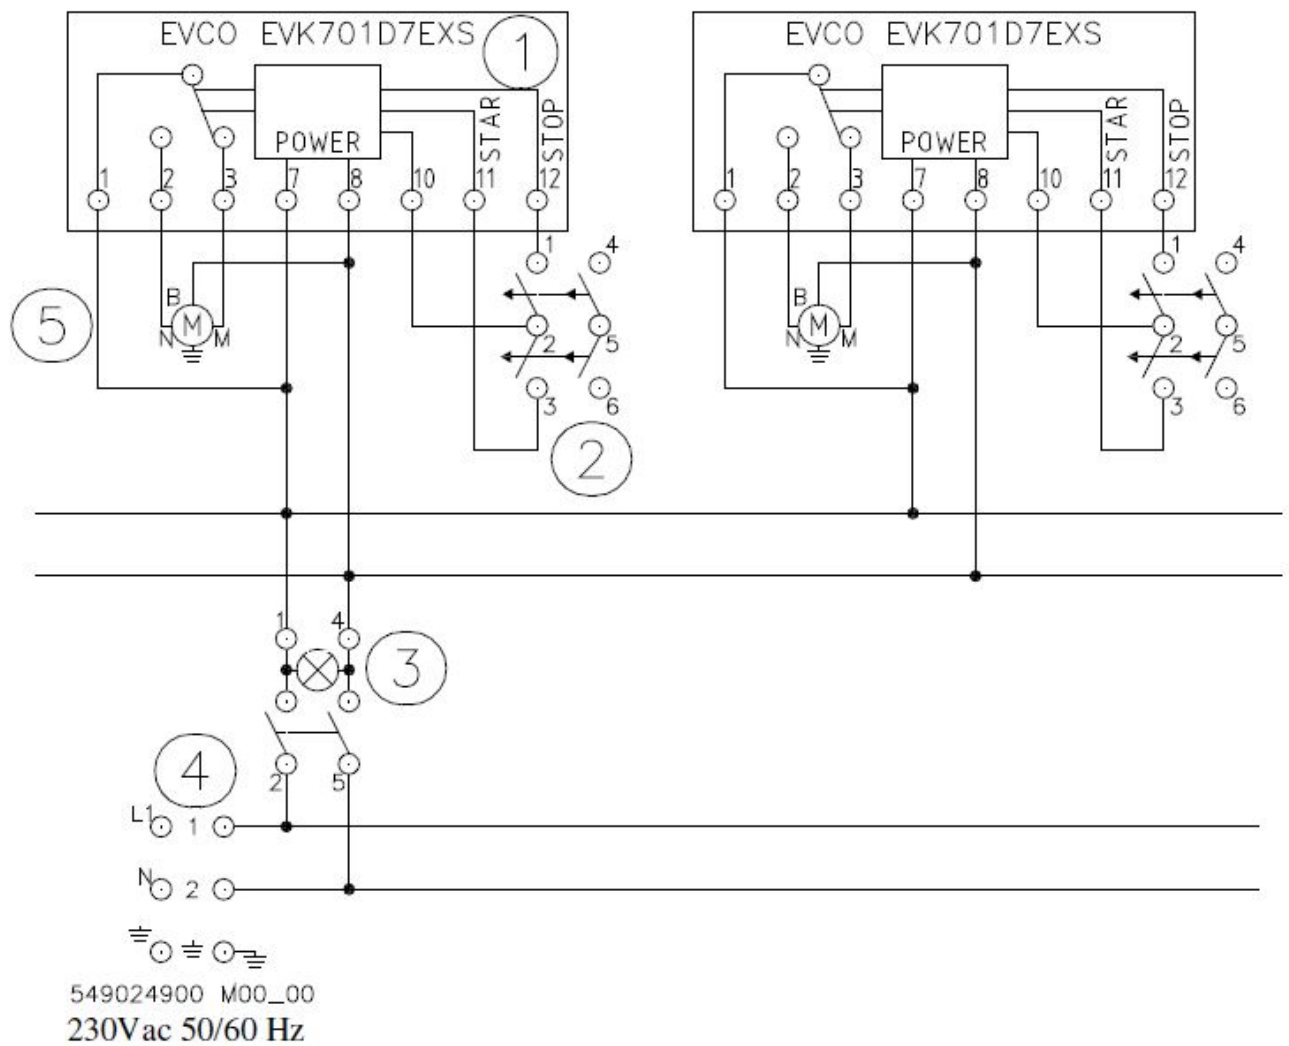 EVCO EVK701D7EXS 1 EVCO EVK701D7EXS
POWER STAR STOP POWER STAR STOP
1 2 3 7 8 10 11 12 1 2 3 7 8 10 11 12
1 4 1 4
5 B M N M 2 5 B M N M 2 5
3 6 3 6
2
1 4
3
4 2 5
L1 1
N 2
549024900 M00_00
230Vac 50/60 Hz